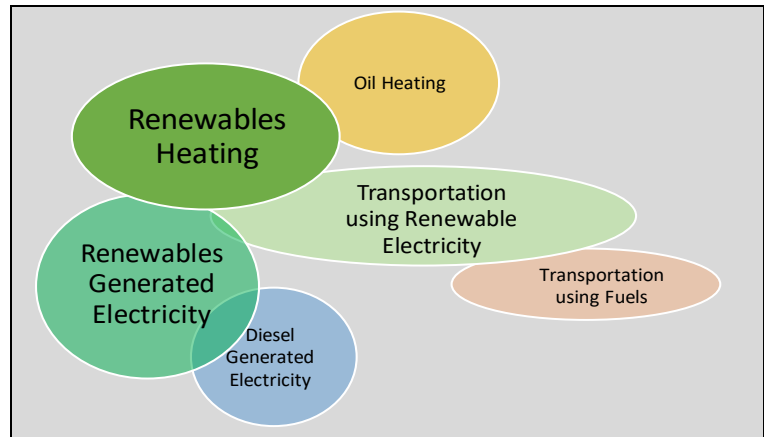 Oil Heating
Renewables
Heating
Transportation
using Renewable
Electricity
Renewables
Generated
Electricity
Transportation
using Fuels
Diesel
Generated
Electricity